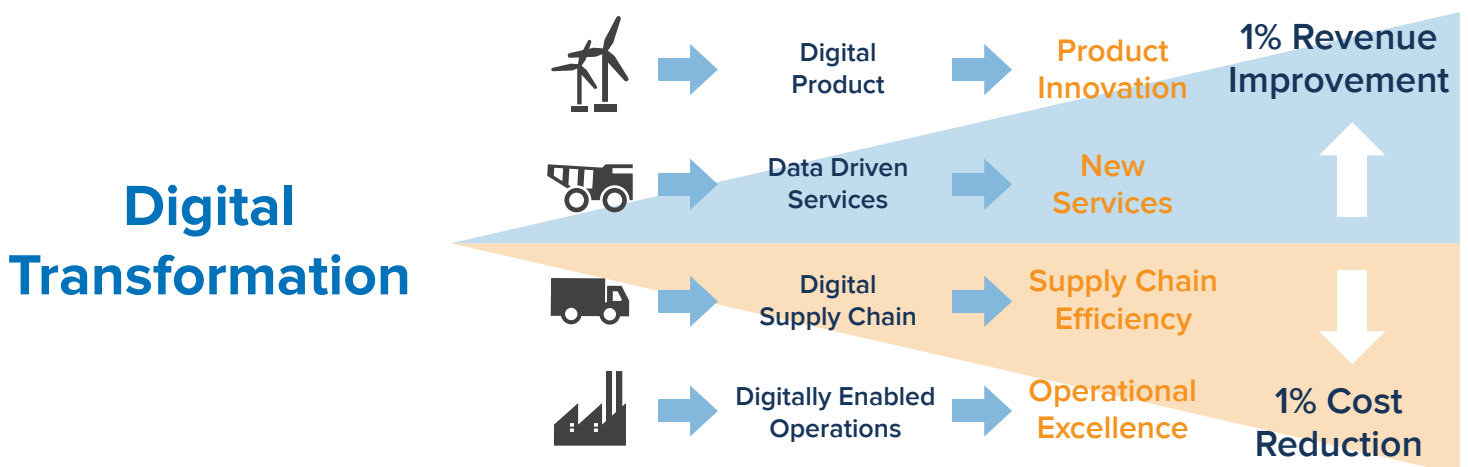 Digital
Transformation
Digital
Product
Product
Innovation
1% Revenue
Improvement
Data Driven
Services
New
Services
Digital
Supply Chain
Supply Chain
Efficiency
Digitally Enabled
Operations
Operational
Excellence
1% Cost
Reduction